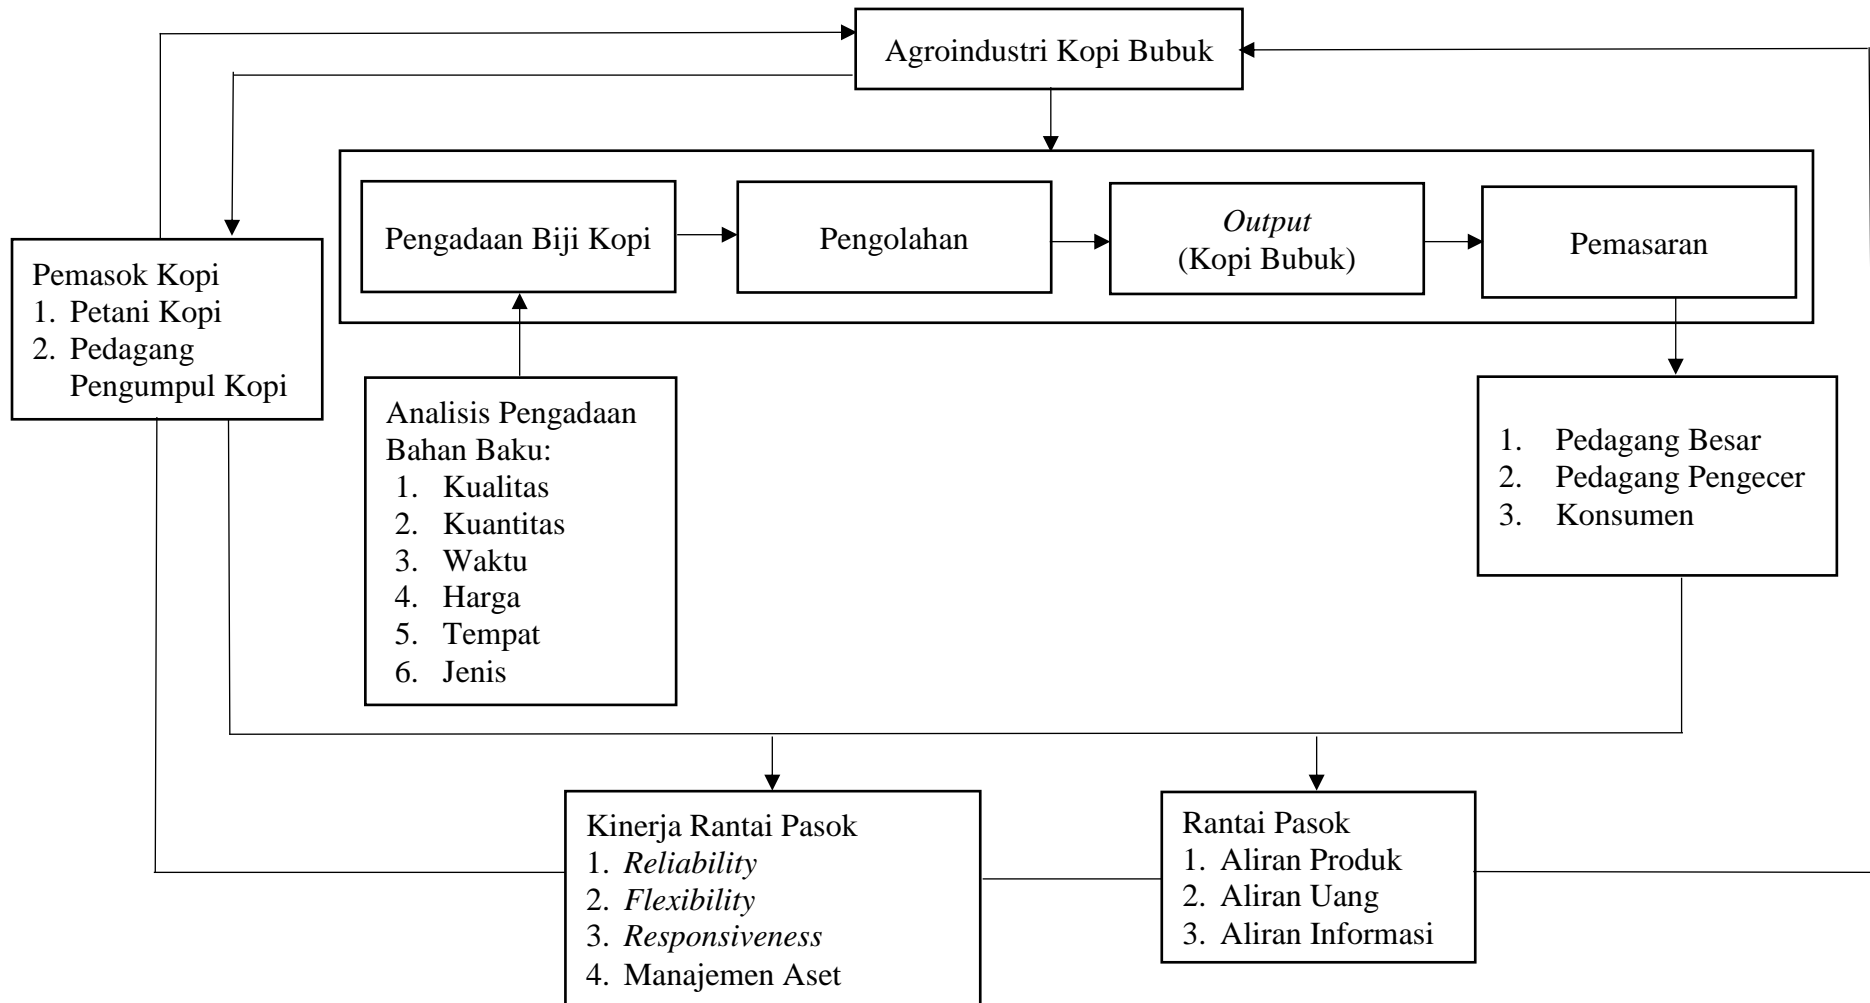 Agroindustri Kopi Bubuk
Pengadaan Biji Kopi
Pengolahan
Output
(Kopi Bubuk)
Pemasaran
Pemasok Kopi
1. Petani Kopi
2. Pedagang
Pengumpul Kopi
Analisis Pengadaan
Bahan Baku:
1. Kualitas
2. Kuantitas
3. Waktu
4. Harga
5. Tempat
6. Jenis
1. Pedagang Besar
2. Pedagang Pengecer
3. Konsumen
Kinerja Rantai Pasok
1. Reliability
2. Flexibility
3. Responsiveness
4. Manajemen Aset
Rantai Pasok
1. Aliran Produk
2. Aliran Uang
3. Aliran Informasi